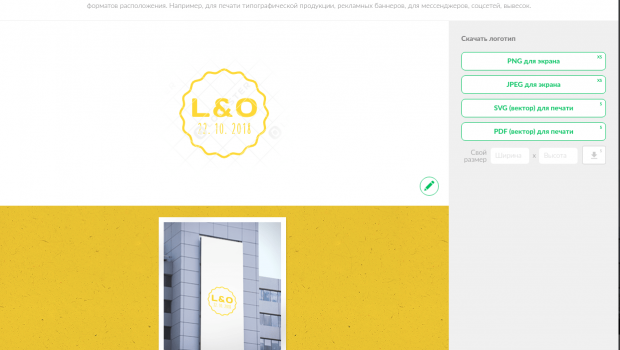 форматов расположения. Например, для печати типографической продукции, рекламных баннеров, для мессенджеров, соцсетей, вывесок.
Скачать логотип
PNG для экрана
JPEG для экрана
SVG (вектор) для печати
PDF (вектор) для печати
Свой размер
Ширина
x
Высота
L&O
22.10.2018
L&O